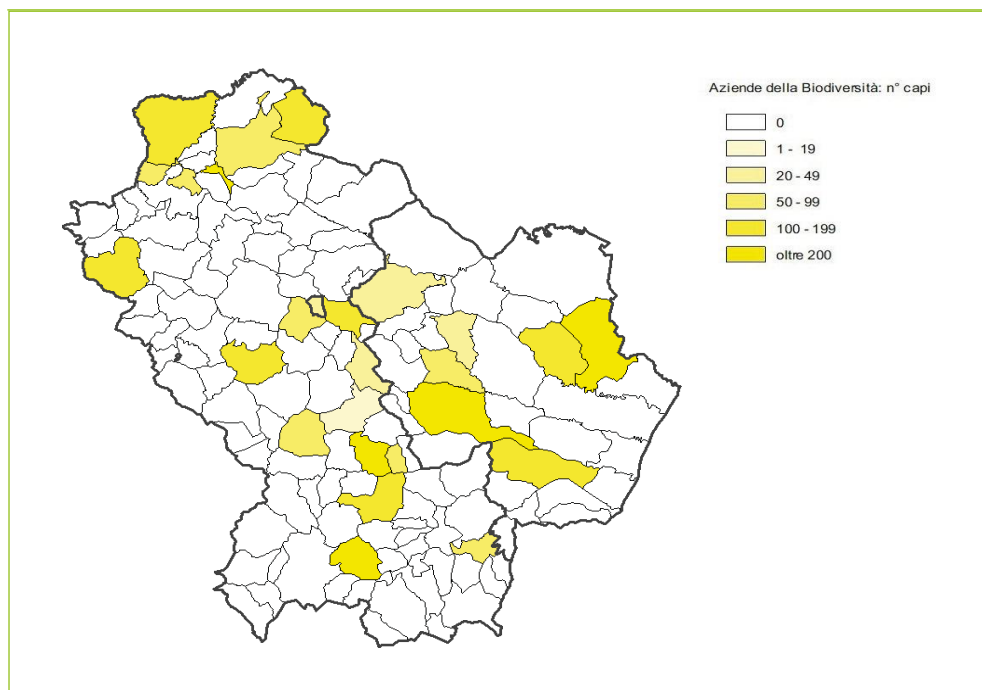 Aziende della Biodiversità: n° capi
0
1 - 19
20 - 49
50 - 99
100 - 199
oltre 200